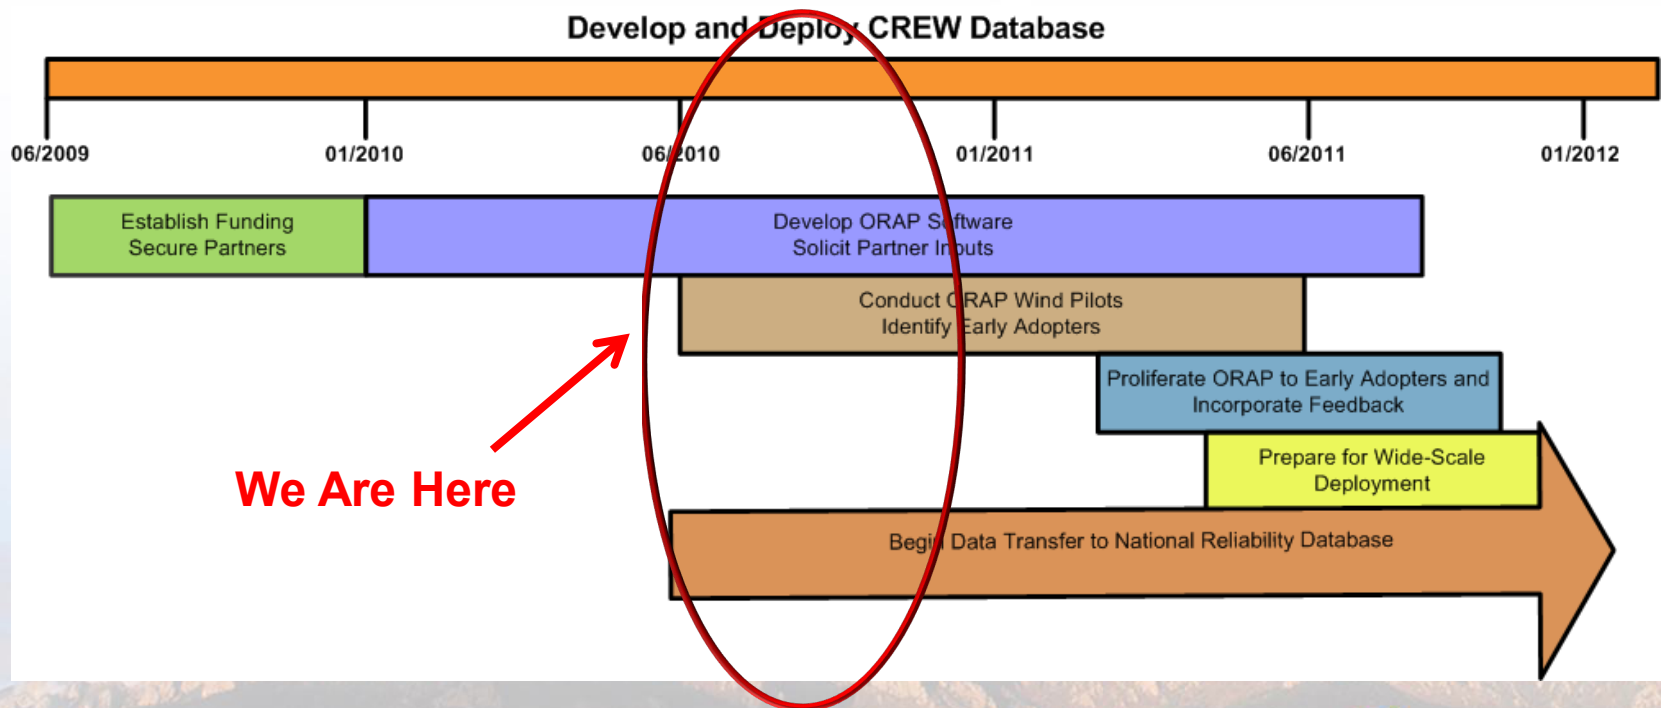 Develop and Deploy CREW Database
06/2009
01/2010
06/2010
01/2011
06/2011
01/2012
Establish Funding
Secure Partners
Develop ORAP Software
Solicit Partner Inputs
Conduct ORAP Wind Pilots
Identify Early Adopters
Proliferate ORAP to Early Adopters and
Incorporate Feedback
Prepare for Wide-Scale
Deployment
We Are Here
Begin Data Transfer to National Reliability Database